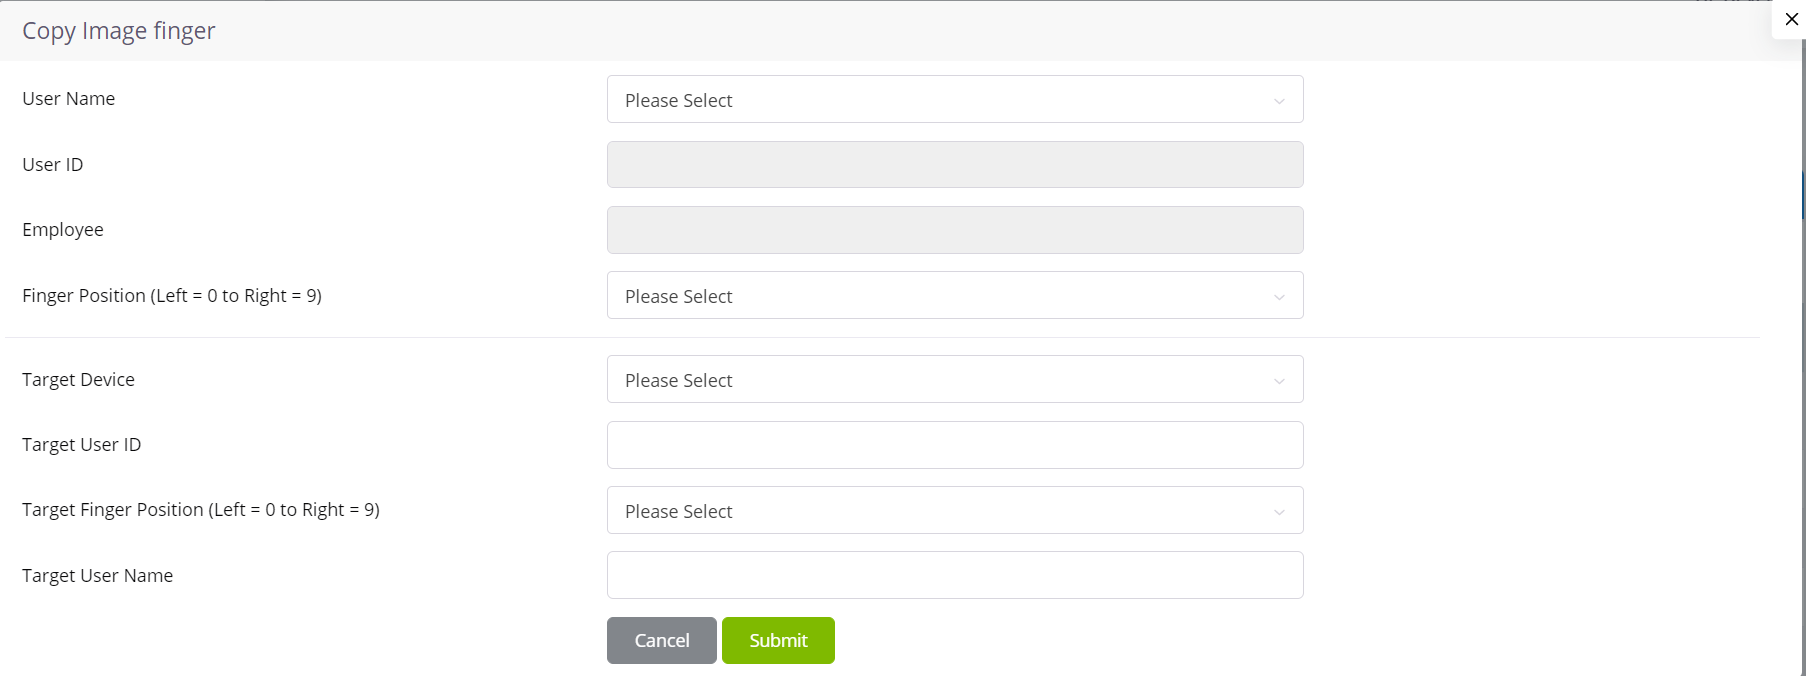 Copy Image finger
User Name
Please Select
User ID
Employee
Finger Position (Left = 0 to Right = 9)
Please Select
Target Device
Please Select
Target User ID
Target Finger Position (Left = 0 to Right = 9)
Please Select
Target User Name
Cancel
Submit